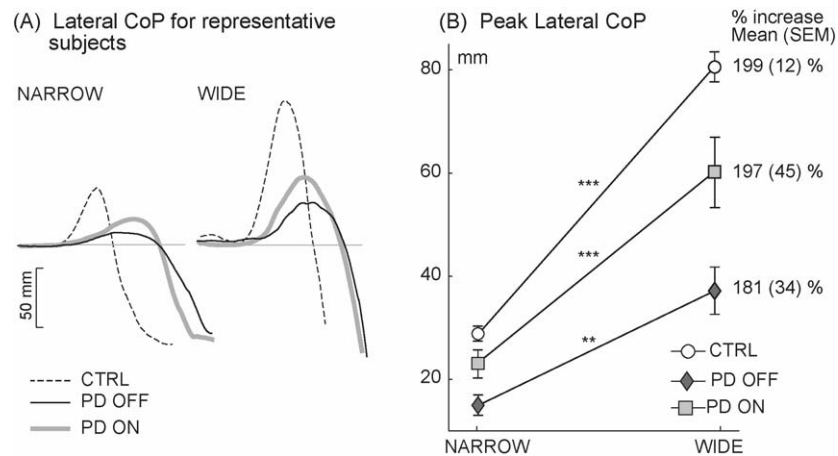 (A) Lateral CoP for representative
subjects
NARROW
WIDE
50 mm
CTRL
PD OFF
PD ON
(B) Peak Lateral CoP
% increase
Mean (SEM)
mm
80
60
40
20
199 (12) %
197 (45) %
181 (34) %
***
***
**
CTRL
PD OFF
PD ON
NARROW
WIDE